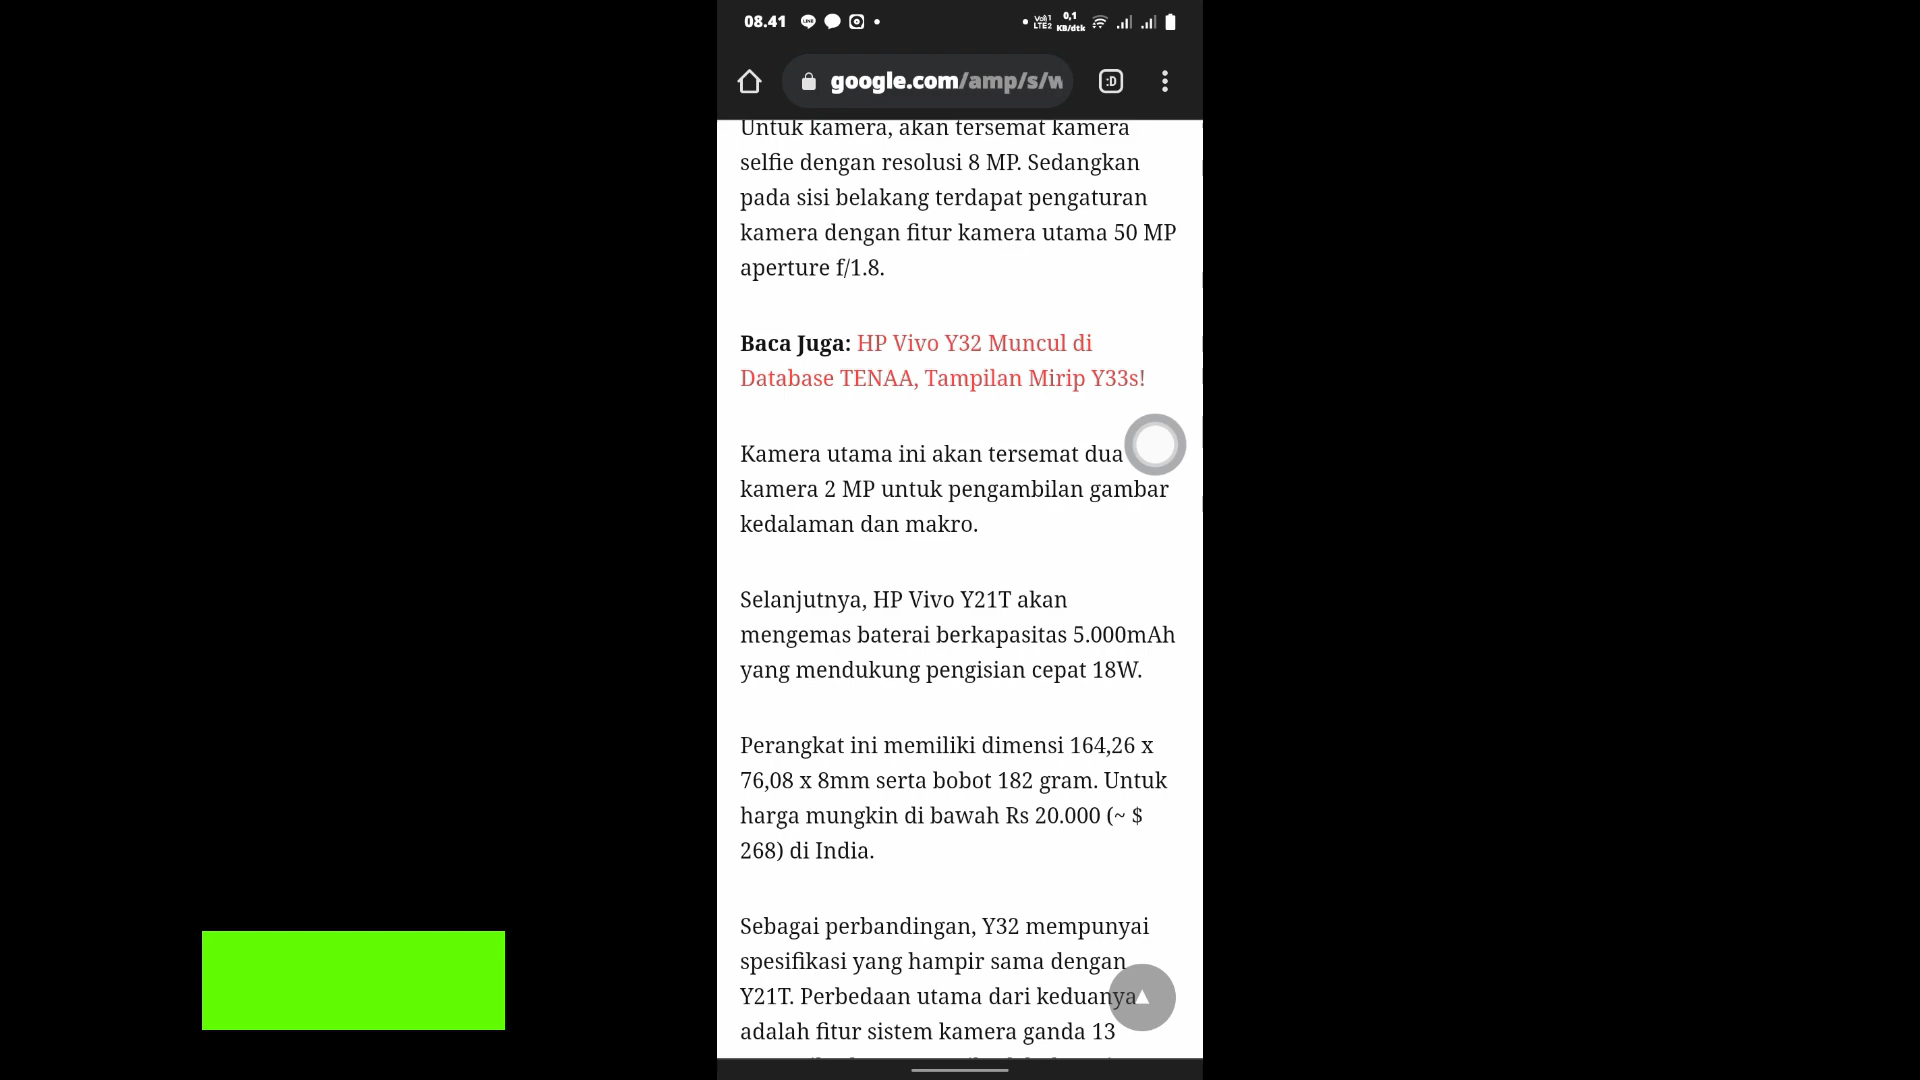 08.41
Vol1
LTE2
0,1
KB/dtk
google.com/amp/s/w
:D
Untuk kamera, akan tersemat kamera
selfie dengan resolusi 8 MP. Sedangkan
pada sisi belakang terdapat pengaturan
kamera dengan fitur kamera utama 50 MP
aperture f/1.8.
Baca Juga: HP Vivo Y32 Muncul di
Database TENAA, Tampilan Mirip Y33s!
Kamera utama ini akan tersemat dua
kamera 2 MP untuk pengambilan gambar
kedalaman dan makro.
Selanjutnya, HP Vivo Y21T akan
mengemas baterai berkapasitas 5.000mAh
yang mendukung pengisian cepat 18W.
Perangkat ini memiliki dimensi 164,26 x
76,08 x 8mm serta bobot 182 gram. Untuk
harga mungkin di bawah Rs 20.000 (~ $
268) di India.
Sebagai perbandingan, Y32 mempunyai
spesifikasi yang hampir sama dengan
Y21T. Perbedaan utama dari keduanya
adalah fitur sistem kamera ganda 13